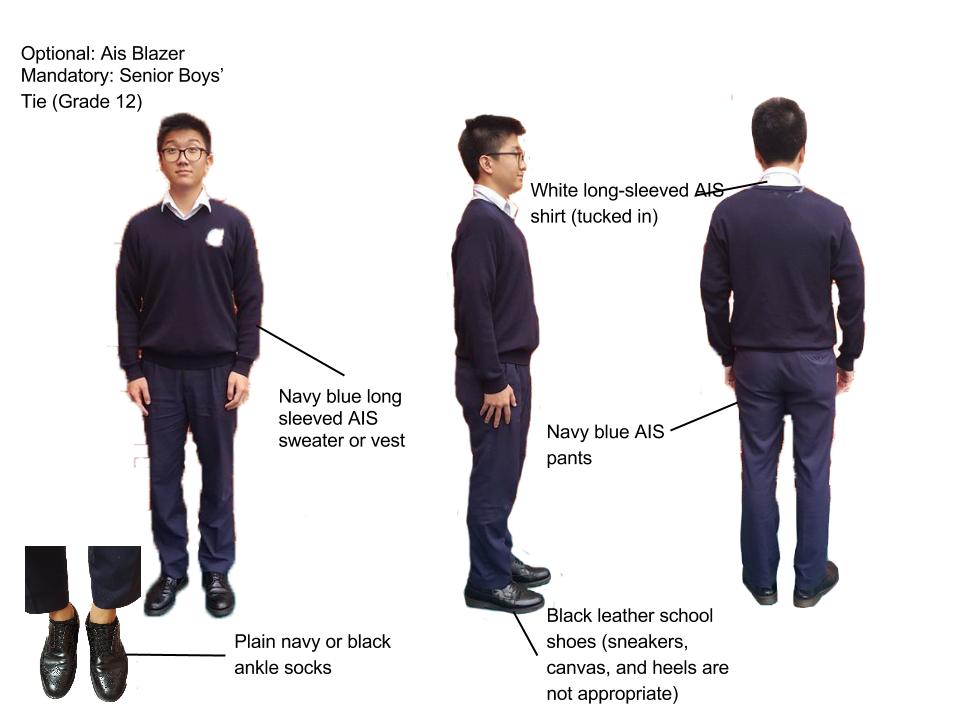 Optional: Ais Blazer
Mandatory: Senior Boys’
Tie (Grade 12)
White long-sleeved AIS
shirt (tucked in)
Navy blue long
sleeved AIS
sweater or vest
Navy blue AIS
pants
Black leather school
shoes (sneakers,
canvas, and heels are
not appropriate)
Plain navy or black
ankle socks